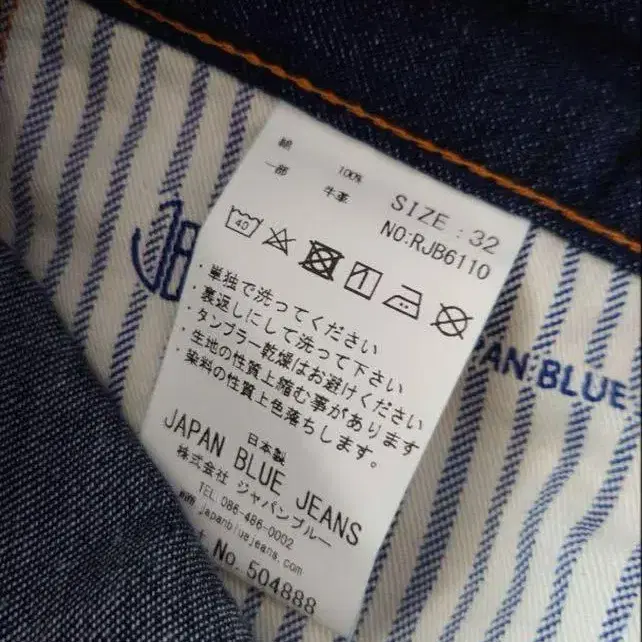 綿 100%
一部 牛革
SIZE : 32
NO:RJB6110
40
・単独で洗ってください
・裏返しにして洗って下さい
・タンブラー乾燥はお避けください
・生地の性質上縮む事があります
・染料の性質上色落ちします。
日本製
JAPAN BLUE JEANS
株式会社 ジャパンブルー
TEL.086-486-0002
www.japanbluejeans.com
No. 504888
JB
PAN BLUE